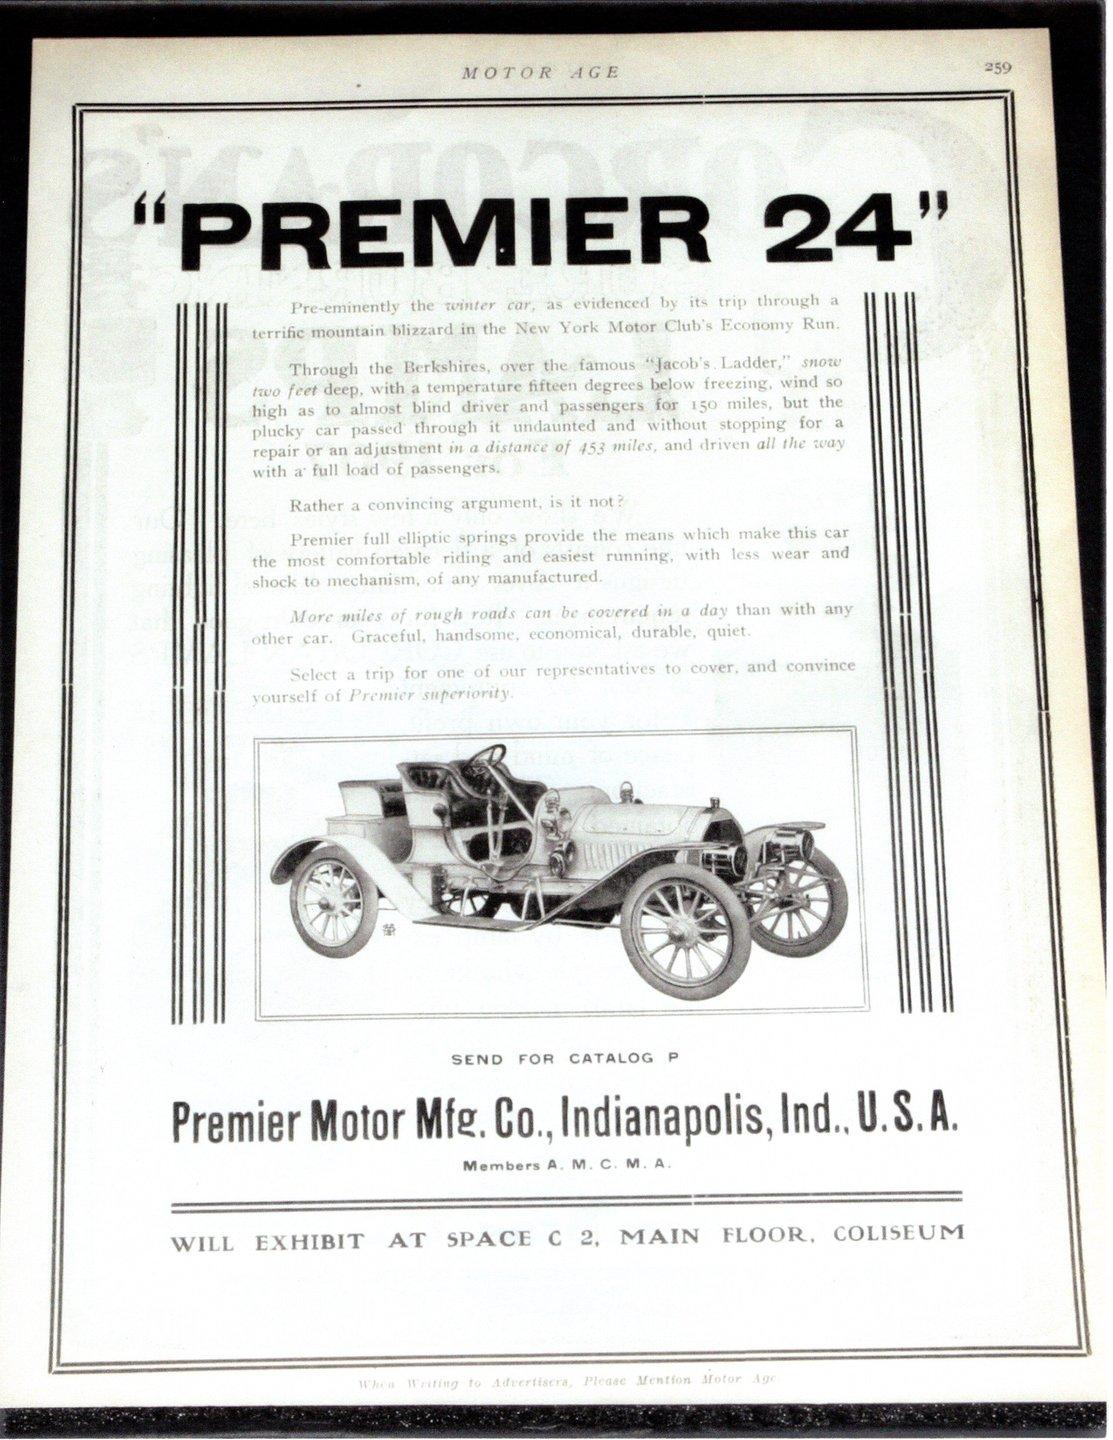 MOTOR AGE
259
"PREMIER 24"
Pre-eminently the winter car, as evidenced by its trip through a
terrific mountain blizzard in the New York Motor Club's Economy Run.
Through the Berkshires, over the famous "Jacob's Ladder," snow
two feet deep, with a temperature fifteen degrees below freezing, wind so
high as to almost blind driver and passengers for 150 miles, but the
plucky car passed through it undaunted and without stopping for a
repair or an adjustment in a distance of 453 miles, and driven all the way
with a full load of passengers.
Rather a convincing argument, is it not?
Premier full elliptic springs provide the means which make this car
the most comfortable riding and easiest running, with less wear and
shock to mechanism, of any manufactured.
More miles of rough roads can be covered in a day than with any
other car. Graceful, handsome, economical, durable, quiet.
Select a trip for one of our representatives to cover, and convince
yourself of Premier superiority.
SEND FOR CATALOG P
Premier Motor Mfg. Co., Indianapolis, Ind., U.S.A.
Members A. M. C. M. A.
WILL EXHIBIT AT SPACE C 2, MAIN FLOOR, COLISEUM
When Writing to Advertisers, Please Mention Motor Age